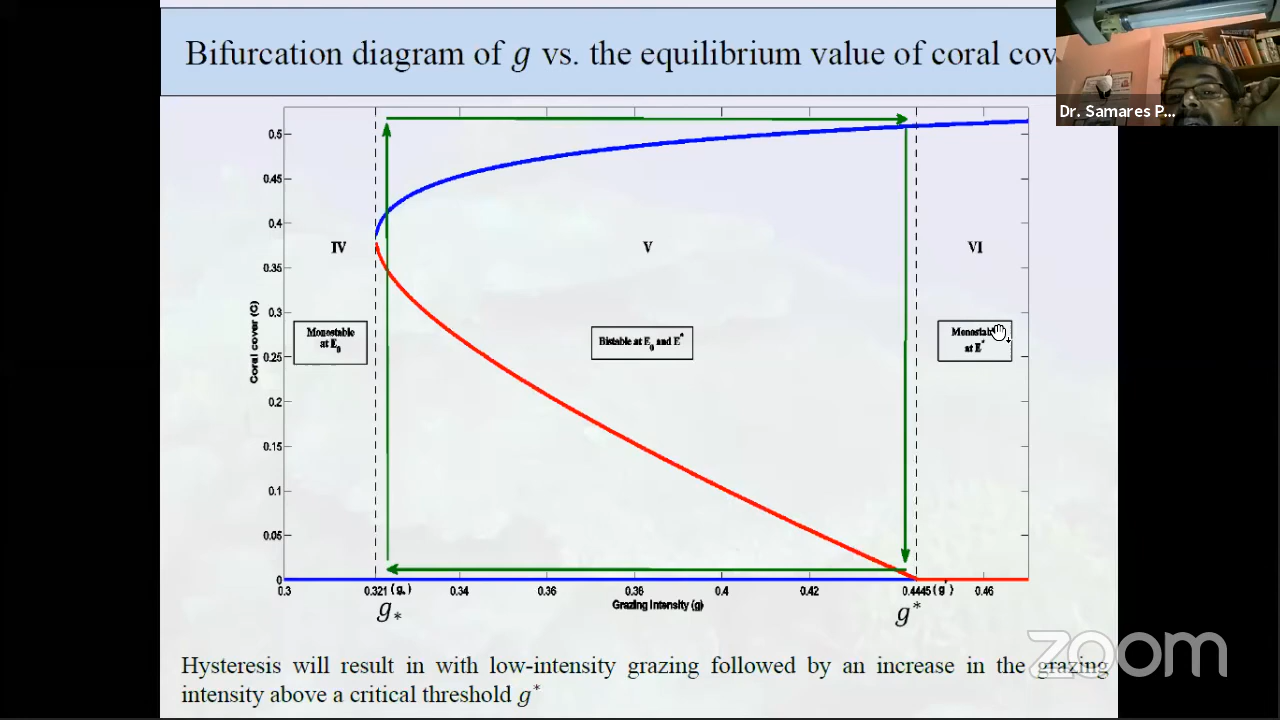 Bifurcation diagram of g vs. the equilibrium value of coral cov
Dr. Samares P...
0.5
0.45
0.4
0.35
0.3
0.25
0.2
0.15
0.1
0.05
0
Coral cover (C)
IV
V
VI
Monostable
at E0
Bistable at E0 and E*
at E*
0.3
0.321 (g*)
0.34
0.36
0.36
0.4
0.42
0.4445 (g*)
0.46
Grazing Intensity (g)
g*
g*
Hysteresis will result in with low-intensity grazing followed by an increase in the grazing
intensity above a critical threshold g*
zoom